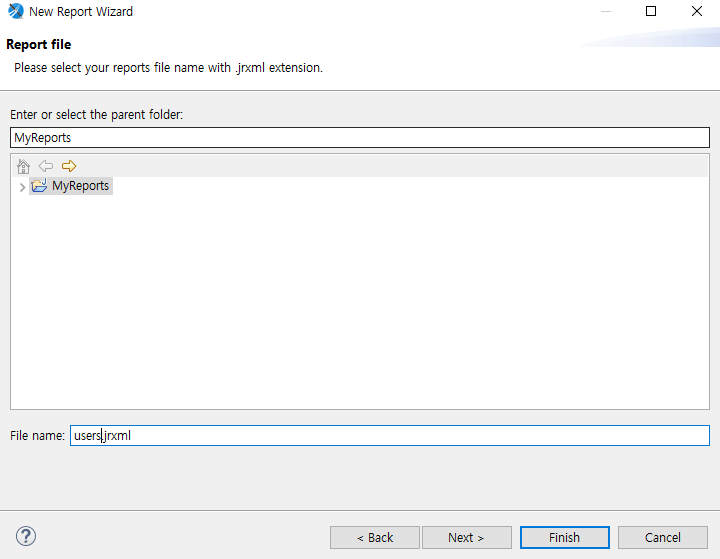 New Report Wizard
Report file
Please select your reports file name with .jrxml extension.
Enter or select the parent folder:
MyReports
MyReports
File name: users.jrxml
< Back Next > Finish Cancel